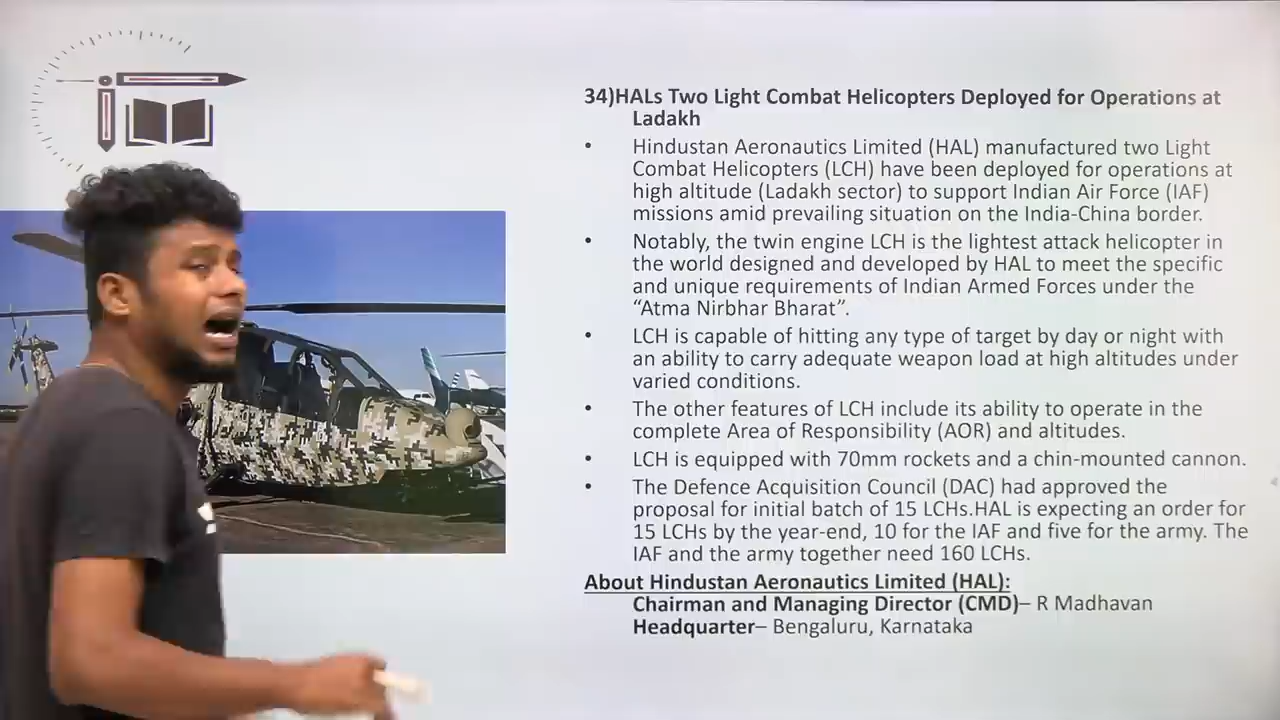 34)HALs Two Light Combat Helicopters Deployed for Operations at
Ladakh
• Hindustan Aeronautics Limited (HAL) manufactured two Light
Combat Helicopters (LCH) have been deployed for operations at
high altitude (Ladakh sector) to support Indian Air Force (IAF)
missions amid prevailing situation on the India-China border.
• Notably, the twin engine LCH is the lightest attack helicopter in
the world designed and developed by HAL to meet the specific
and unique requirements of Indian Armed Forces under the
“Atma Nirbhar Bharat”.
• LCH is capable of hitting any type of target by day or night with
an ability to carry adequate weapon load at high altitudes under
varied conditions.
• The other features of LCH include its ability to operate in the
complete Area of Responsibility (AOR) and altitudes.
• LCH is equipped with 70mm rockets and a chin-mounted cannon.
• The Defence Acquisition Council (DAC) had approved the
proposal for initial batch of 15 LCHs.HAL is expecting an order for
15 LCHs by the year-end, 10 for the IAF and five for the army. The
IAF and the army together need 160 LCHs.
About Hindustan Aeronautics Limited (HAL):
Chairman and Managing Director (CMD)– R Madhavan
Headquarter– Bengaluru, Karnataka